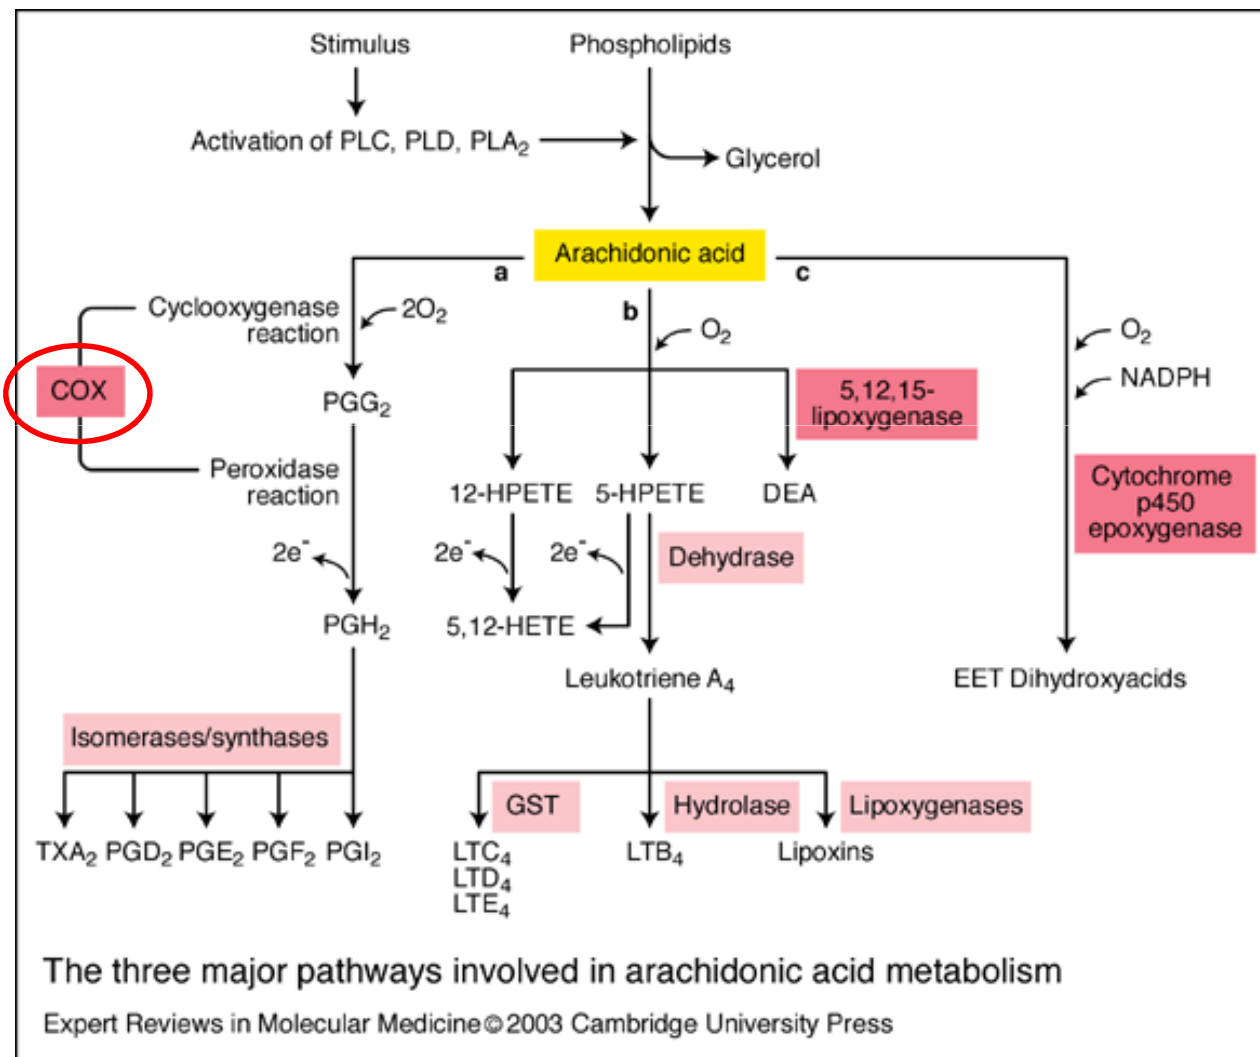 Stimulus
Phospholipids
Activation of PLC, PLD, PLA₂
Glycerol
Arachidonic acid
a
b
c
Cyclooxygenase
reaction
2O₂
COX
PGG₂
Peroxidase
reaction
2e⁻
PGH₂
Isomerases/synthases
TXA₂ PGD₂ PGE₂ PGF₂ PGI₂
O₂
5,12,15-
lipoxygenase
12-HPETE 5-HPETE DEA
2e⁻
2e⁻
Dehydrase
5,12-HETE
Leukotriene A₄
GST
Hydrolase
Lipoxygenases
LTC₄
LTD₄
LTE₄
LTB₄
Lipoxins
O₂
NADPH
Cytochrome
p450
epoxygenase
EET Dihydroxyacids
The three major pathways involved in arachidonic acid metabolism
Expert Reviews in Molecular Medicine © 2003 Cambridge University Press